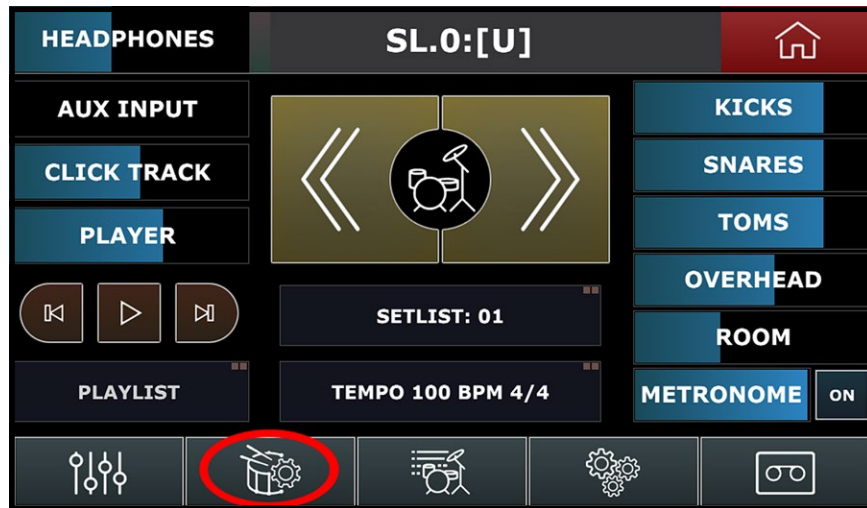 HEADPHONES
SL.0:[U]
AUX INPUT
CLICK TRACK
PLAYER
PLAYLIST
SETLIST: 01
TEMPO 100 BPM 4/4
KICKS
SNARES
TOMS
OVERHEAD
ROOM
METRONOME
ON